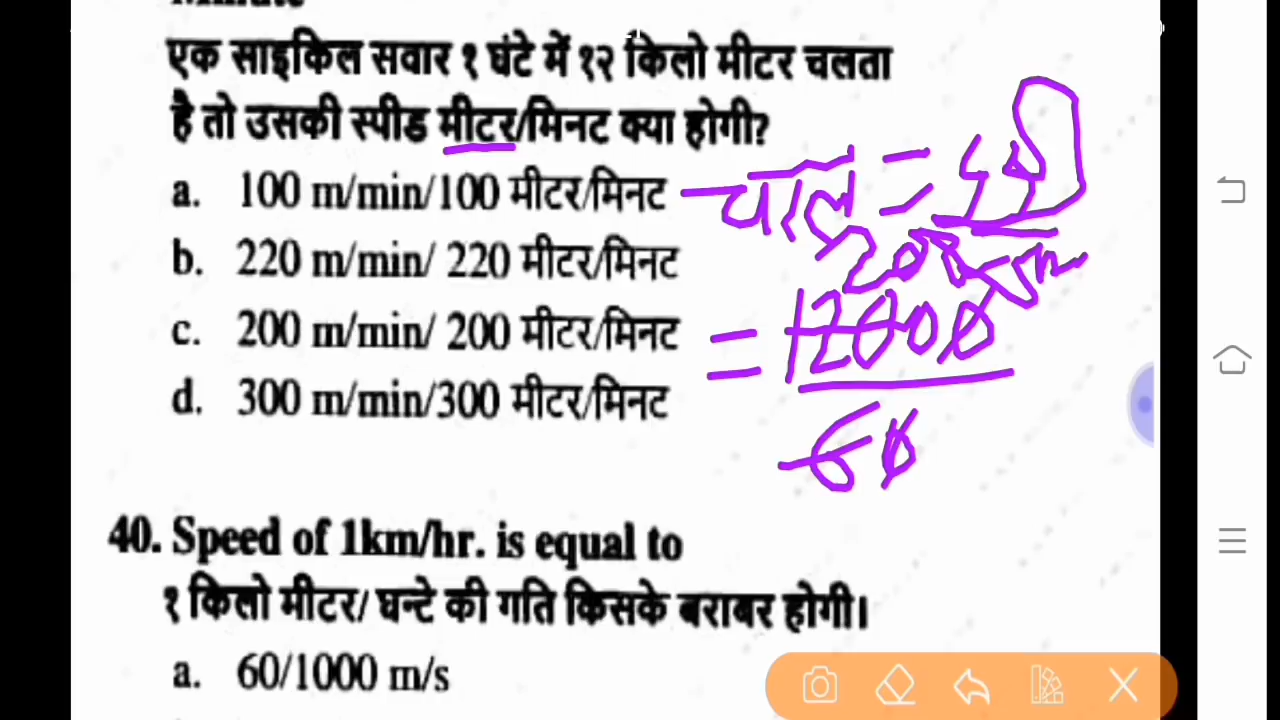 Minute
एक साइकिल सवार १ घंटे में १२ किलो मीटर चलता
है तो उसकी स्पीड मीटर/मिनट क्या होगी?
a. 100 m/min/100 मीटर/मिनट
b. 220 m/min/ 220 मीटर/मिनट
c. 200 m/min/ 200 मीटर/मिनट
d. 300 m/min/300 मीटर/मिनट
चाल =
200
= 12000
60
40. Speed of 1km/hr. is equal to
१ किलो मीटर/ घन्टे की गति किसके बराबर होगी।
a. 60/1000 m/s